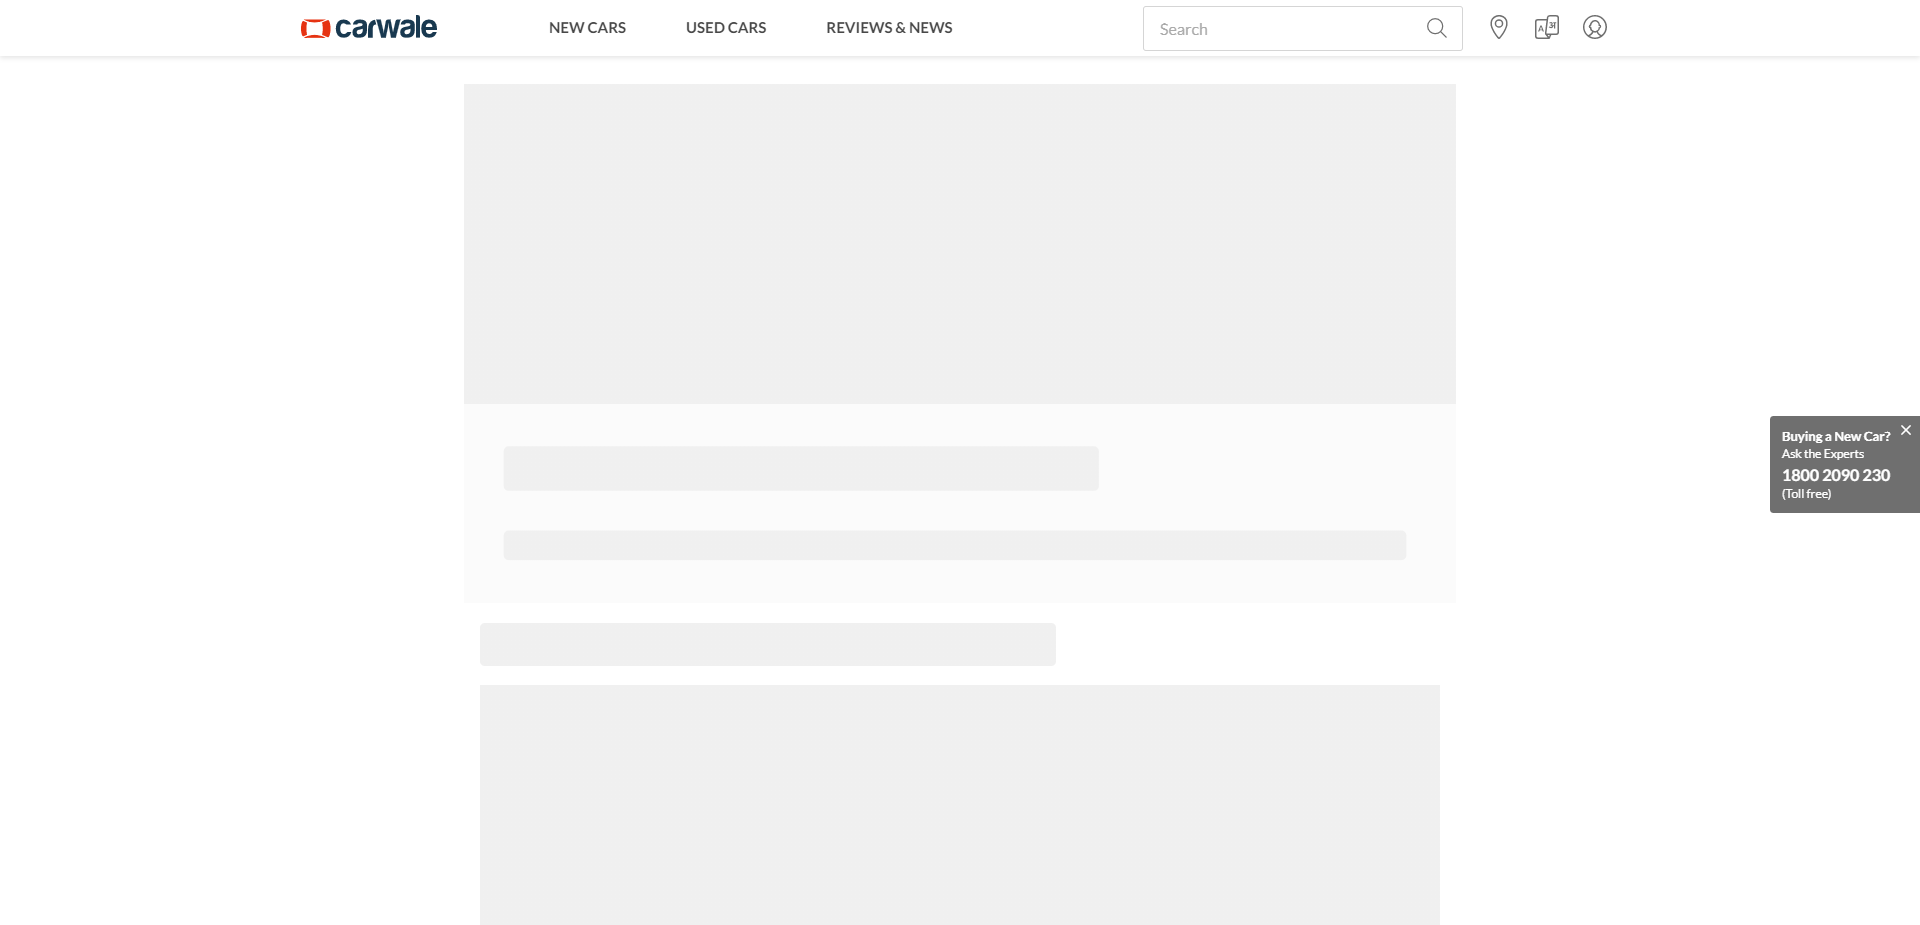 carwale
NEW CARS
USED CARS
REVIEWS & NEWS
Search
Buying a New Car?
Ask the Experts
1800 2090 230
(Toll free)